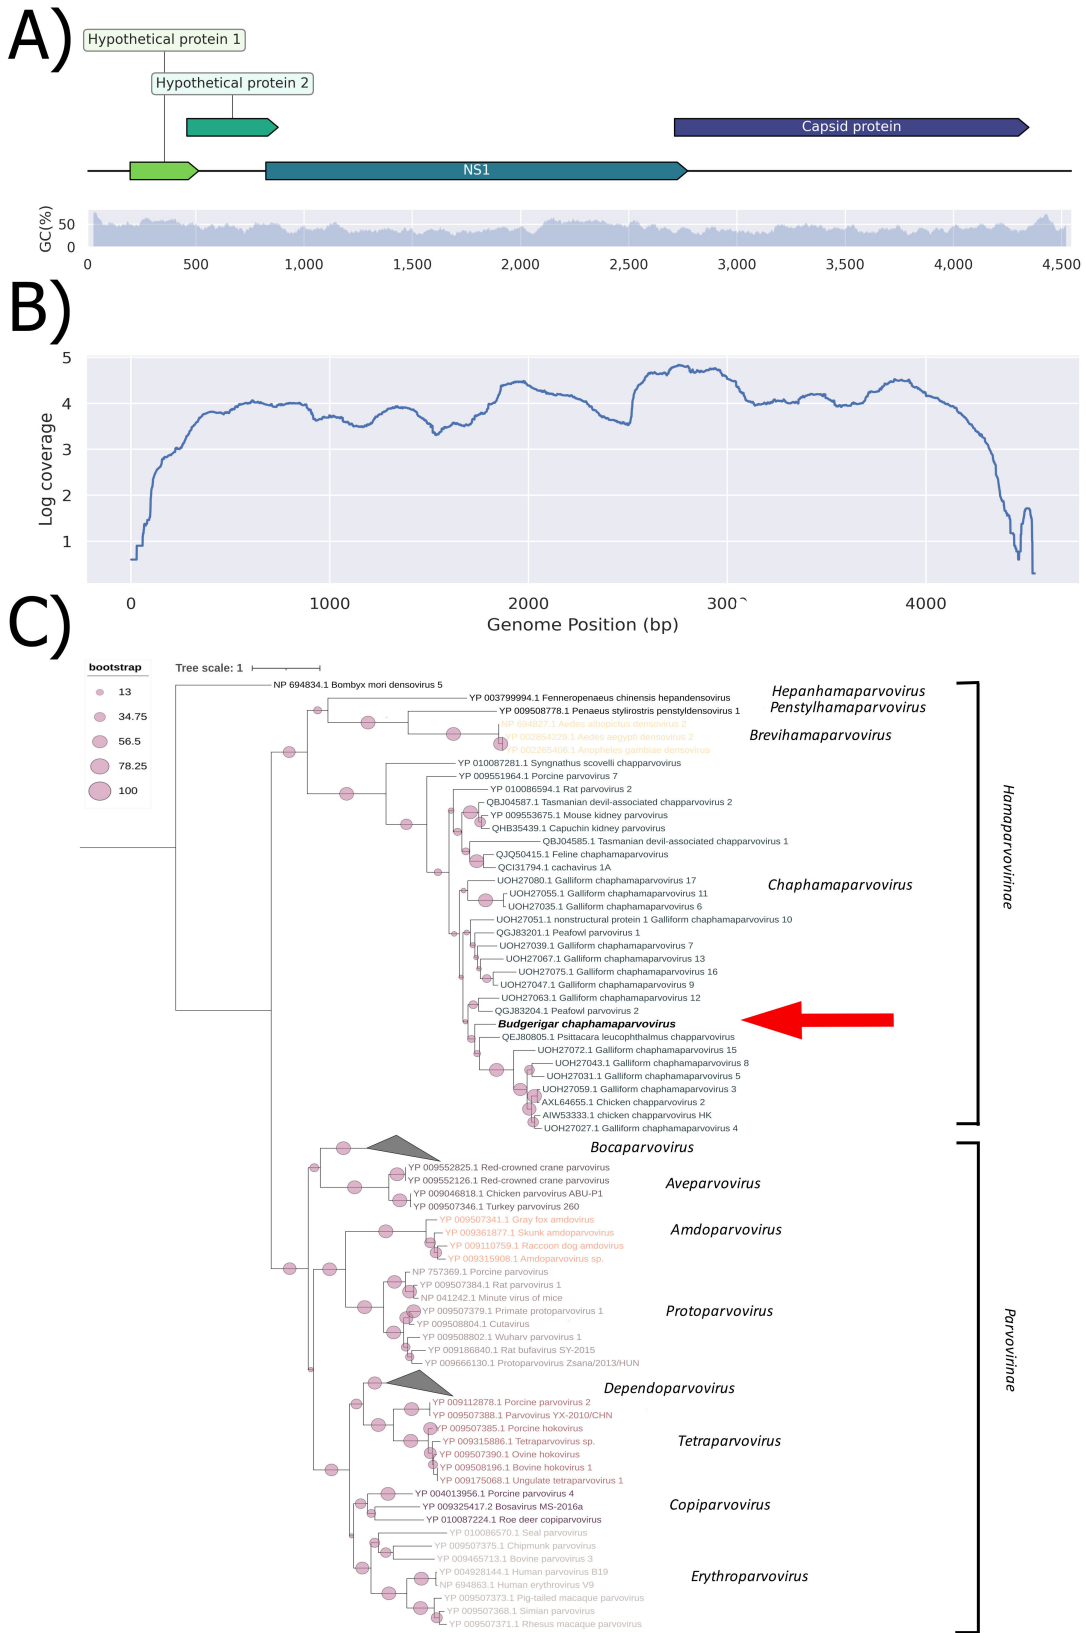 A)
Hypothetical protein 1
Hypothetical protein 2
Capsid protein
NS1
GC(%)
50
0
0 500 1,000 1,500 2,000 2,500 3,000 3,500 4,000 4,500
B)
Log coverage
5
4
3
2
1
0 1000 2000 3000 4000
Genome Position (bp)
C)
bootstrap
13
34.75
56.5
78.25
100
Tree scale: 1
NP 694834.1 Bombyx mori densovirus 5
YP 003799994.1 Fenneropenaeus chinensis hepandensovirus
Hepanhamaparvovirus
YP 009508778.1 Penaeus stylirostris penstyldensovirus 1
Penstylhamaparvovirus
NP 694827.1 Aedes albopictus densovirus 2
YP 002854229.1 Aedes aegypti densovirus 2
Brevihamaparvovirus
YP 002265406.1 Anopheles gambiae densovirus
YP 010087281.1 Syngnathus scovelli chapparvovirus
YP 009551964.1 Porcine parvovirus 7
YP 010086594.1 Rat parvovirus 2
QBJ04587.1 Tasmanian devil-associated chapparvovirus 2
YP 009553675.1 Mouse kidney parvovirus
QHB35439.1 Capuchin kidney parvovirus
QBJ04585.1 Tasmanian devil-associated chapparvovirus 1
QJQ50415.1 Feline chaphamaparvovirus
QCI31794.1 cachavirus 1A
UOH27080.1 Galliform chaphamaparvovirus 17
Chaphamaparvovirus
UOH27055.1 Galliform chaphamaparvovirus 11
UOH27035.1 Galliform chaphamaparvovirus 6
UOH27051.1 nonstructural protein 1 Galliform chaphamaparvovirus 10
QGJ83201.1 Peafowl parvovirus 1
UOH27039.1 Galliform chaphamaparvovirus 7
UOH27067.1 Galliform chaphamaparvovirus 13
UOH27075.1 Galliform chaphamaparvovirus 16
UOH27047.1 Galliform chaphamaparvovirus 9
UOH27063.1 Galliform chaphamaparvovirus 12
QGJ83204.1 Peafowl parvovirus 2
Budgerigar chaphamaparvovirus
QEJ80805.1 Psittacara leucophthalmus chapparvovirus
UOH27072.1 Galliform chaphamaparvovirus 15
UOH27043.1 Galliform chaphamaparvovirus 8
UOH27031.1 Galliform chaphamaparvovirus 5
UOH27059.1 Galliform chaphamaparvovirus 3
AXL64655.1 Chicken chapparvovirus 2
AIW53333.1 chicken chapparvovirus HK
UOH27027.1 Galliform chaphamaparvovirus 4
Hamaparvovirinae
Bocaparvovirus
YP 009552825.1 Red-crowned crane parvovirus
YP 009552126.1 Red-crowned crane parvovirus
Aveparvovirus
YP 009046818.1 Chicken parvovirus ABU-P1
YP 009507346.1 Turkey parvovirus 260
YP 009507341.1 Gray fox amdovirus
Amdoparvovirus
YP 009361877.1 Skunk amdoparvovirus
YP 009110759.1 Raccoon dog amdovirus
YP 009315908.1 Amdoparvovirus sp.
NP 757369.1 Porcine parvovirus
YP 009507384.1 Rat parvovirus 1
NP 041242.1 Minute virus of mice
YP 009507379.1 Primate protoparvovirus 1
Protoparvovirus
YP 009508804.1 Cutavirus
YP 009508802.1 Wuharv parvovirus 1
YP 009186840.1 Rat bufavirus SY-2015
YP 009666130.1 Protoparvovirus Zsana/2013/HUN
Dependoparvovirus
YP 009112878.1 Porcine parvovirus 2
YP 009507388.1 Parvovirus YX-2010/CHN
YP 009507385.1 Porcine hokovirus
YP 009315886.1 Tetraparvovirus sp.
Tetraparvovirus
YP 009507390.1 Ovine hokovirus
YP 009508196.1 Bovine hokovirus 1
YP 009175068.1 Ungulate tetraparvovirus 1
YP 004013956.1 Porcine parvovirus 4
YP 009325417.2 Bosavirus MS-2016a
Copiparvovirus
YP 010087224.1 Roe deer copiparvovirus
YP 010086570.1 Seal parvovirus
YP 009507375.1 Chipmunk parvovirus
YP 009465713.1 Bovine parvovirus 3
YP 004928144.1 Human parvovirus B19
Erythroparvovirus
NP 694863.1 Human erythrovirus V9
YP 009507373.1 Pig-tailed macaque parvovirus
YP 009507368.1 Simian parvovirus
YP 009507371.1 Rhesus macaque parvovirus
Parvovirinae